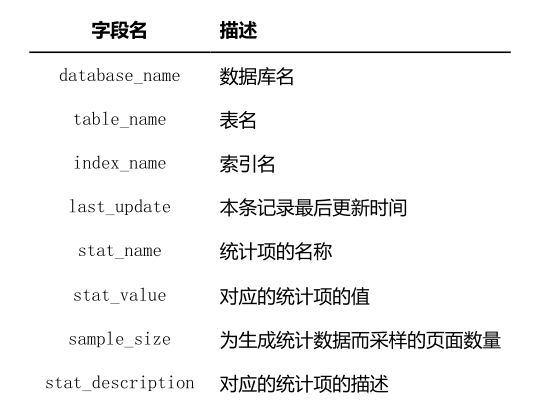 字段名 描述
database_name 数据库名
table_name 表名
index_name 索引名
last_update 本条记录最后更新时间
stat_name 统计项的名称
stat_value 对应的统计项的值
sample_size 为生成统计数据而采样的页面数量
stat_description 对应的统计项的描述